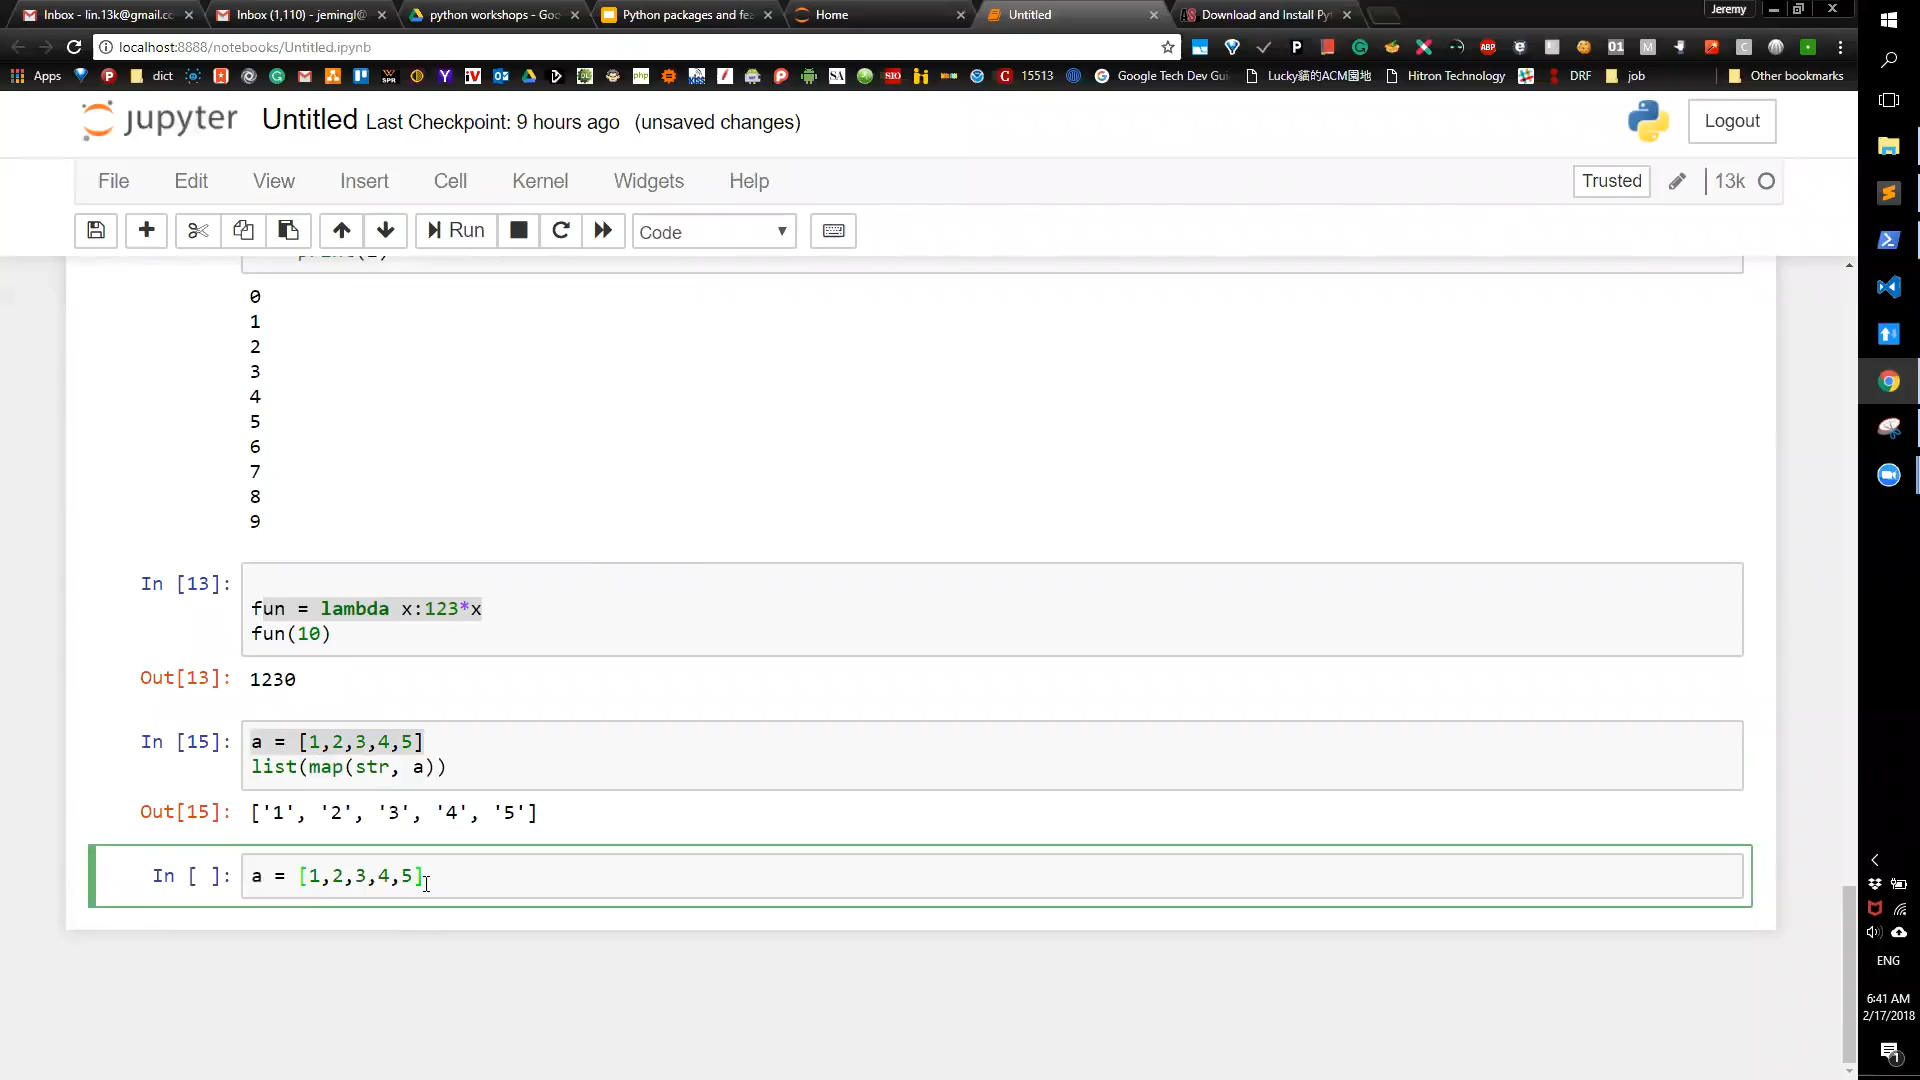 Inbox - lin.13k@gmail.cc
Inbox (1,110) - jemingl@
python workshops - Goo
Python packages and fea
Home
Untitled
Download and Install Pyt
Jeremy
localhost:8888/notebooks/Untitled.ipynb
Apps
dict
15513
Google Tech Dev Gui
Lucky貓的ACM園地
Hitron Technology
DRF
job
Other bookmarks
jupyter Untitled Last Checkpoint: 9 hours ago (unsaved changes)
Logout
File Edit View Insert Cell Kernel Widgets Help
Trusted
13k
Run
Code
0
1
2
3
4
5
6
7
8
9
In [13]:
fun = lambda x:123*x
fun(10)
Out[13]: 1230
In [15]: a = [1,2,3,4,5]
list(map(str, a))
Out[15]: ['1', '2', '3', '4', '5']
In [ ]: a = [1,2,3,4,5]
ENG
6:41 AM
2/17/2018